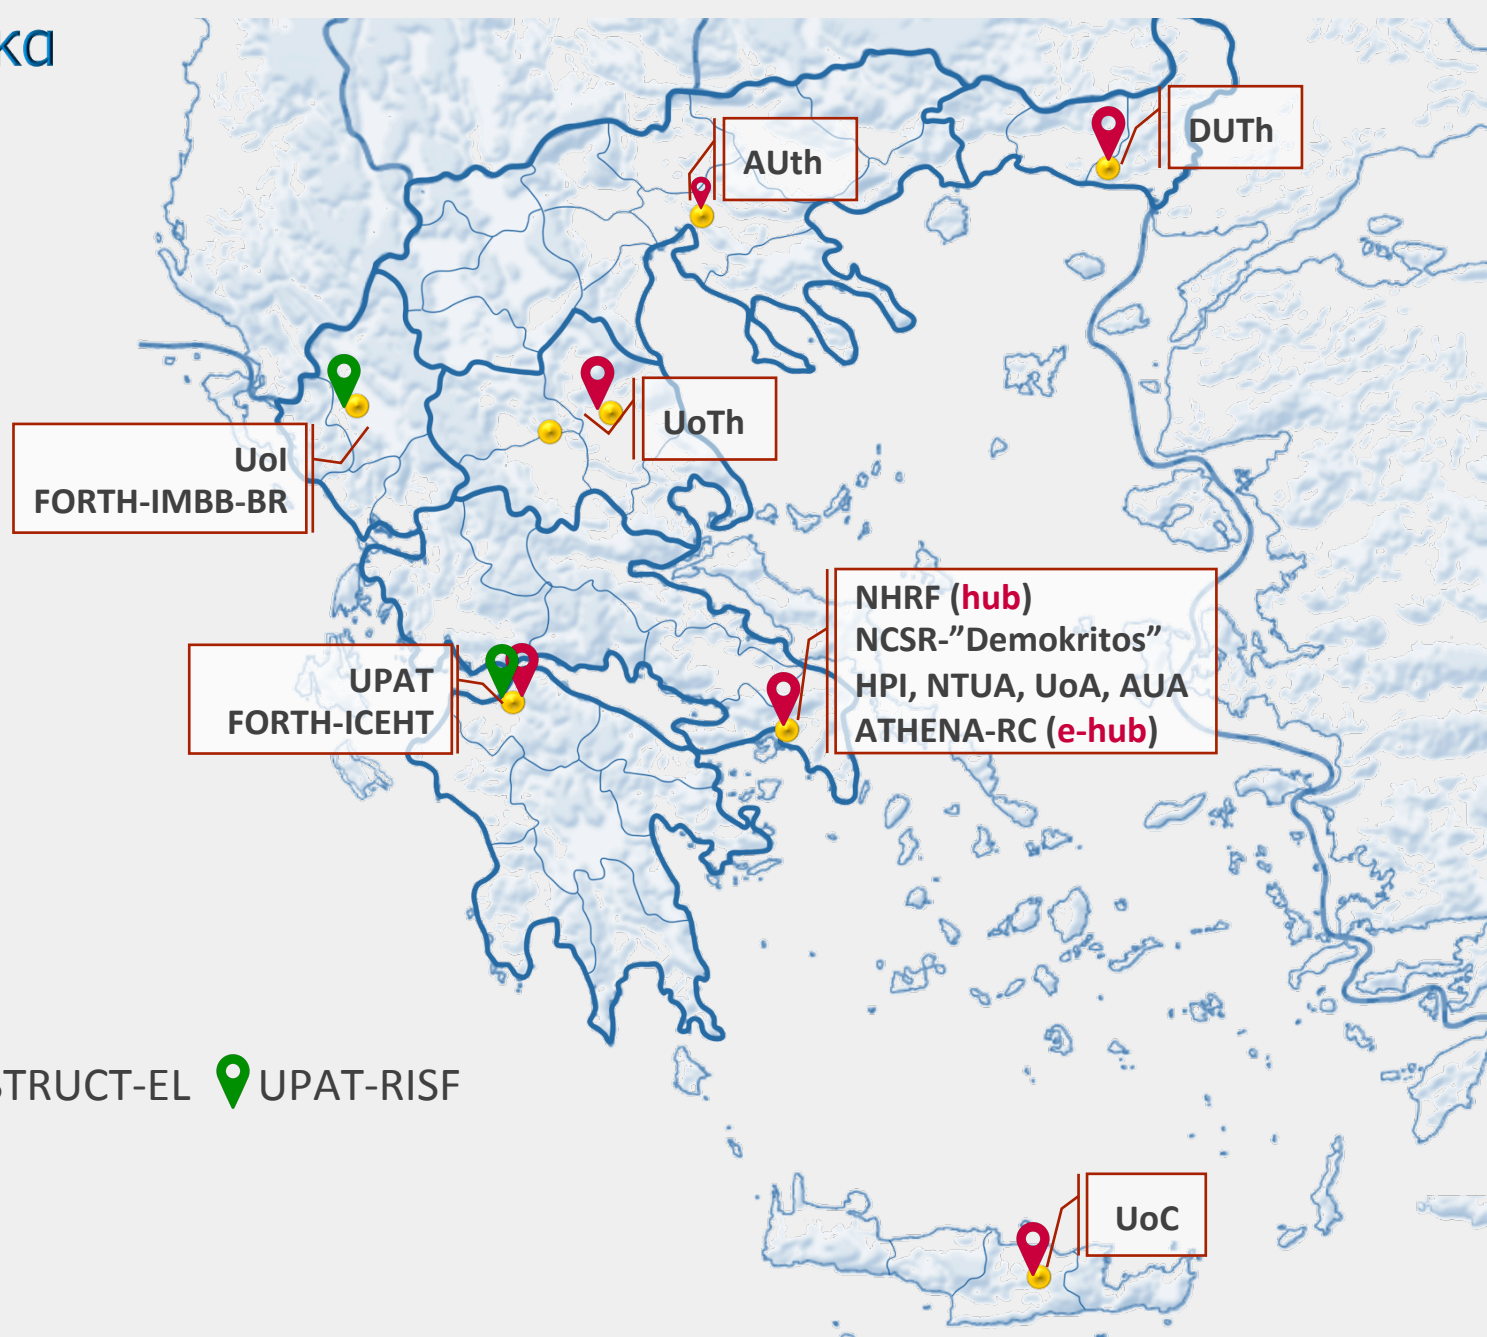 κα
DUTh
AUth
UoTh
UoI
FORTH-IMBB-BR
NHRF (hub)
NCSR-”Demokritos”
HPI, NTUA, UoA, AUA
ATHENA-RC (e-hub)
UPAT
FORTH-ICEHT
STRUCT-EL
UPAT-RISF
UoC